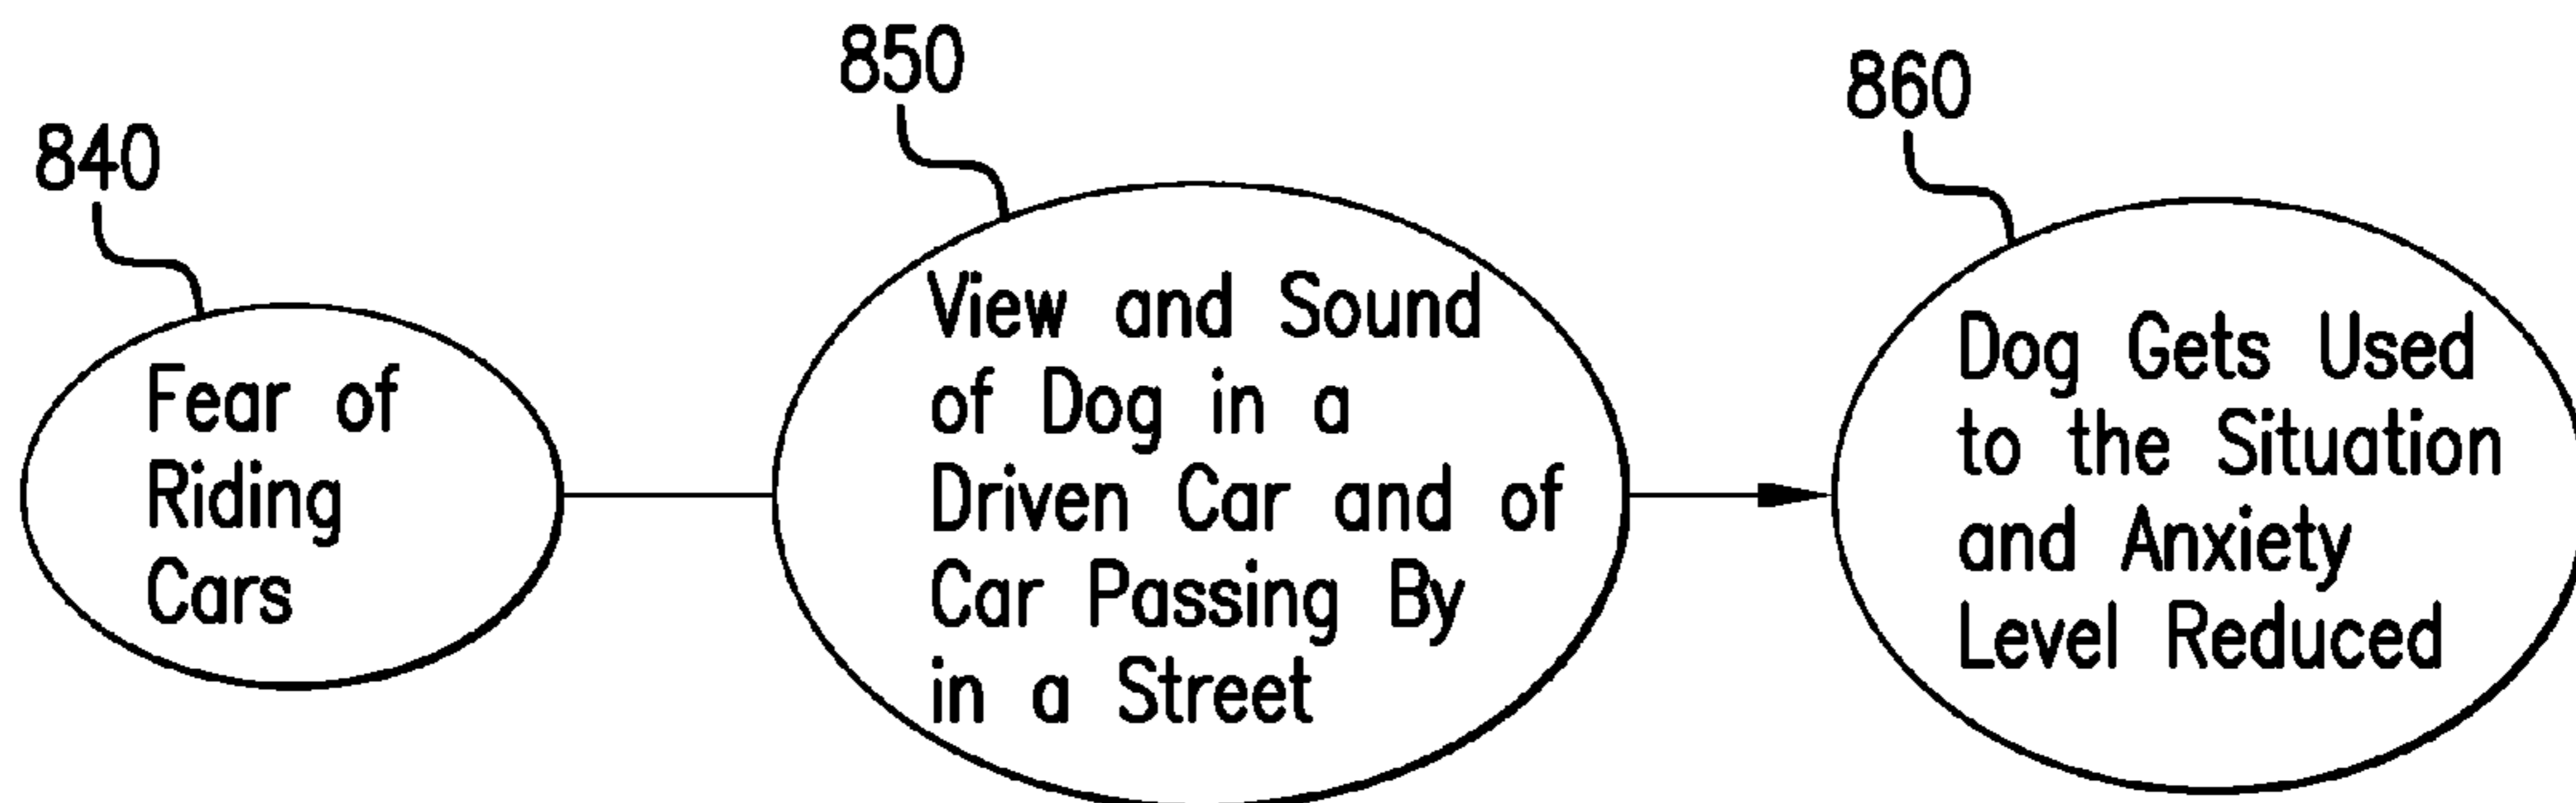 840
Fear of
Riding
Cars
850
View and Sound
of Dog in a
Driven Car and of
Car Passing By
in a Street
860
Dog Gets Used
to the Situation
and Anxiety
Level Reduced